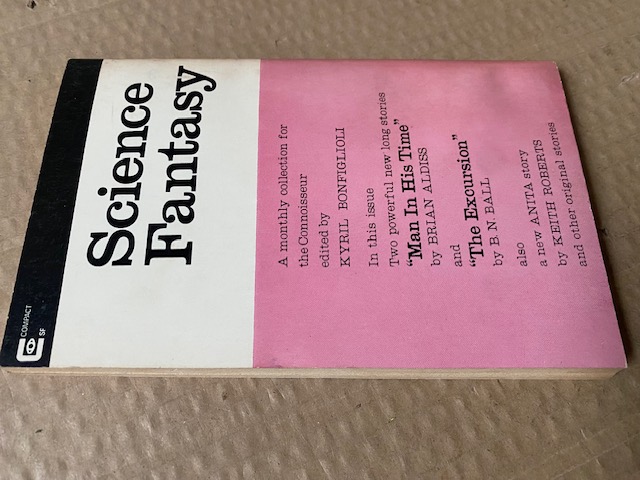 COMPACT
SF
Science
Fantasy
A monthly collection for
the Connoisseur
edited by
KYRIL BONFIGLIOLI
In this issue
Two powerful new long stories
"Man In His Time"
by BRIAN ALDISS
and
"The Excursion"
by B. N. BALL
also
a new ANITA story
by KEITH ROBERTS
and other original stories